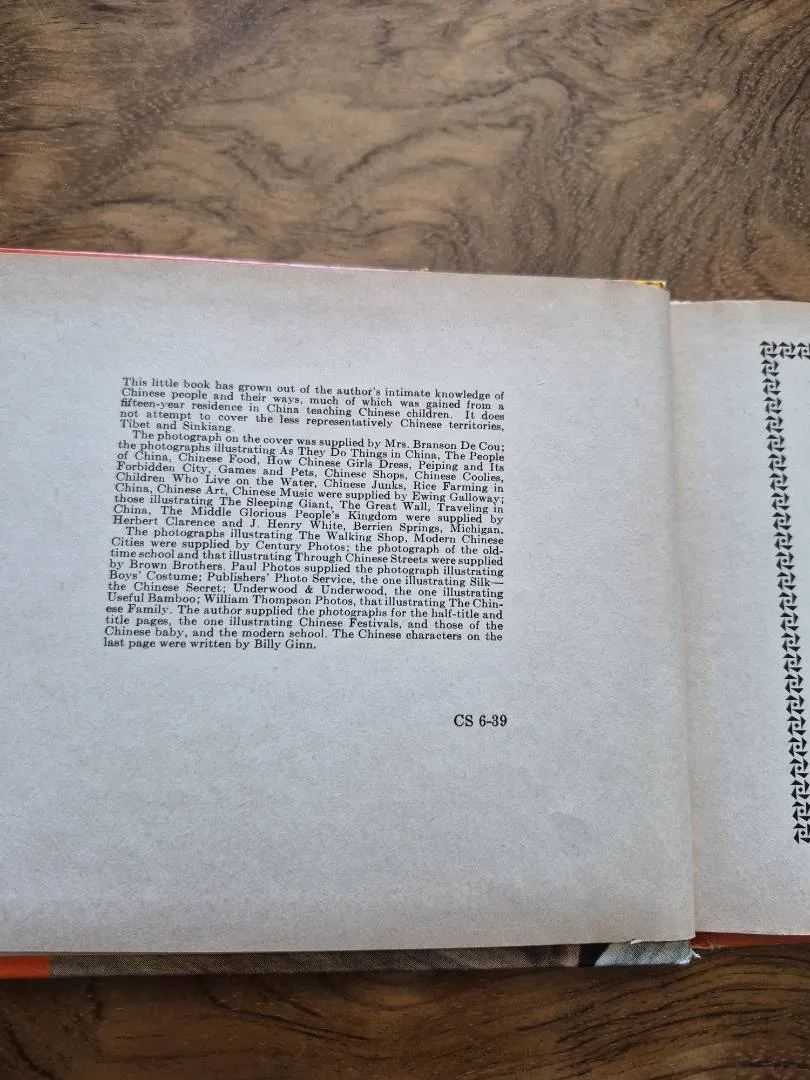 This little book has grown out of the author's intimate knowledge of
Chinese people and their ways, much of which was gained from a
fifteen-year residence in China teaching Chinese children. It does
not attempt to cover the less representatively Chinese territories,
Tibet and Sinkiang.
The photograph on the cover was supplied by Mrs. Branson De Cou;
the photographs illustrating As They Do Things in China, The People
of China, Chinese Food, How Chinese Girls Dress, Peiping and Its
Forbidden City, Games and Pets, Chinese Shops, Chinese Coolies,
Children Who Live on the Water, Chinese Junks, Rice Farming in
China, Chinese Art, Chinese Music were supplied by Ewing Galloway;
those illustrating The Sleeping Giant, The Great Wall, Traveling in
China, The Middle Glorious People's Kingdom were supplied by
Herbert Clarence and J. Henry White, Berrien Springs, Michigan.
The photographs illustrating The Walking Shop, Modern Chinese
Cities were supplied by Century Photos; the photograph of the old-
time school and that illustrating Through Chinese Streets were supplied
by Brown Brothers. Paul Photos supplied the photograph illustrating
Boys' Costume; Publishers' Photo Service, the one illustrating Silk—
the Chinese Secret; Underwood & Underwood, the one illustrating
Useful Bamboo; William Thompson Photos, that illustrating The Chin-
ese Family. The author supplied the photographs for the half-title and
title pages, the one illustrating Chinese Festivals, and those of the
Chinese baby, and the modern school. The Chinese characters on the
last page were written by Billy Ginn.
CS 6-39